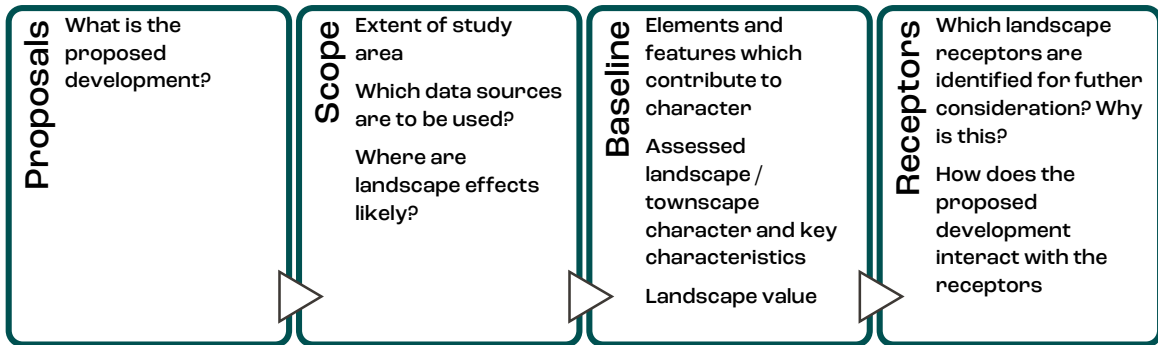 Proposals
What is the
proposed
development?
Scope
Extent of study
area
Which data sources
are to be used?
Where are
landscape effects
likely?
Baseline
Elements and
features which
contribute to
character
Assessed
landscape /
townscape
character and key
characteristics
Landscape value
Receptors
Which landscape
receptors are
identified for futher
consideration? Why
is this?
How does the
proposed
development
interact with the
receptors